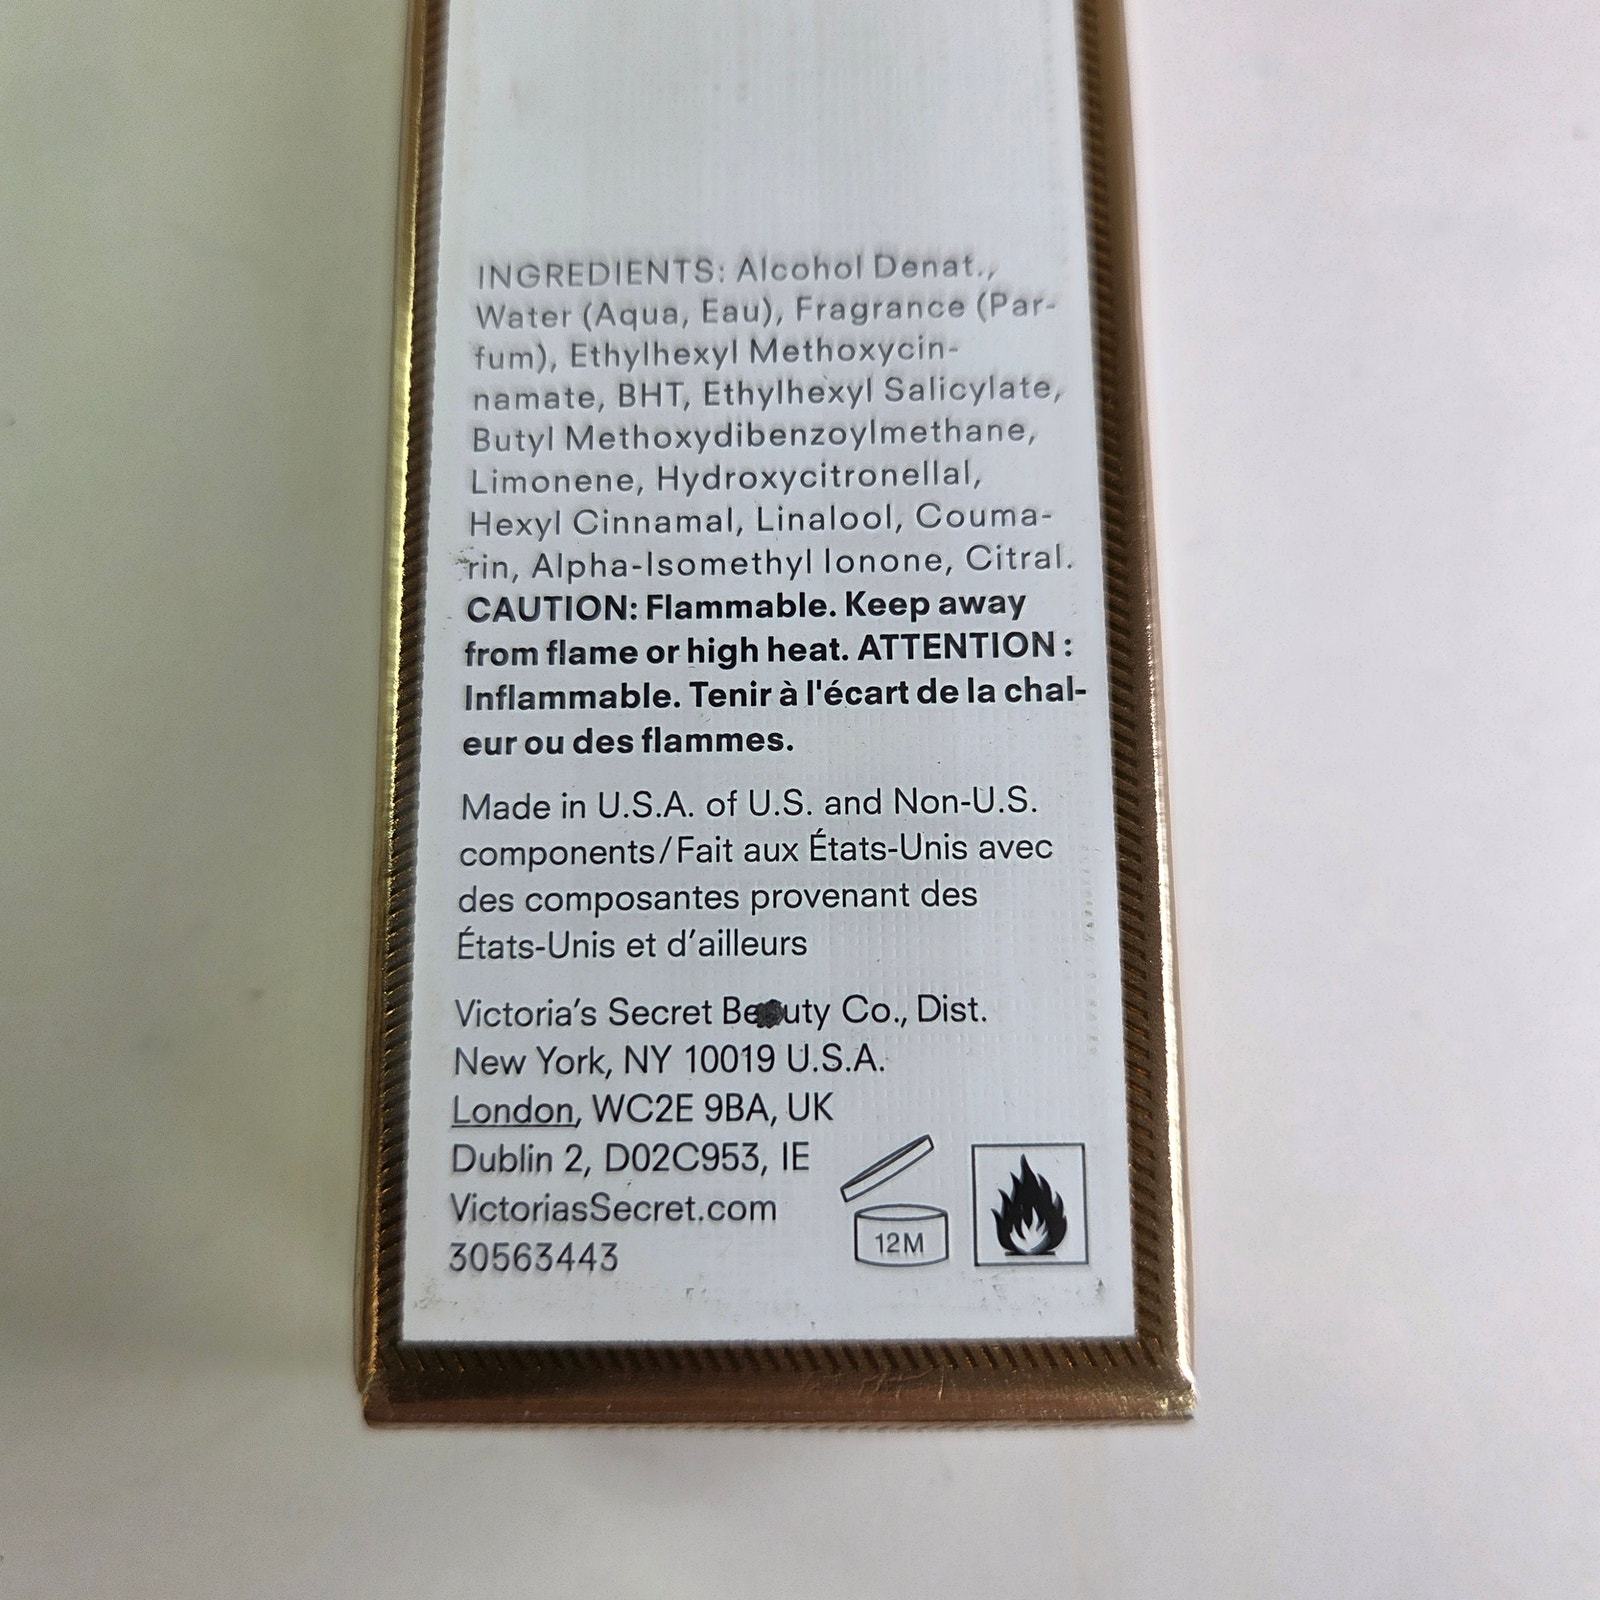 INGREDIENTS: Alcohol Denat.,
Water (Aqua, Eau), Fragrance (Par-
fum), Ethylhexyl Methoxycin-
namate, BHT, Ethylhexyl Salicylate,
Butyl Methoxydibenzoylmethane,
Limonene, Hydroxycitronellal,
Hexyl Cinnamal, Linalool, Couma-
rin, Alpha-Isomethyl Ionone, Citral.
CAUTION: Flammable. Keep away
from flame or high heat. ATTENTION :
Inflammable. Tenir à l'écart de la chal-
eur ou des flammes.
Made in U.S.A. of U.S. and Non-U.S.
components/Fait aux États-Unis avec
des composantes provenant des
États-Unis et d’ailleurs
Victoria’s Secret Beauty Co., Dist.
New York, NY 10019 U.S.A.
London, WC2E 9BA, UK
Dublin 2, D02C953, IE
VictoriasSecret.com
30563443
12M